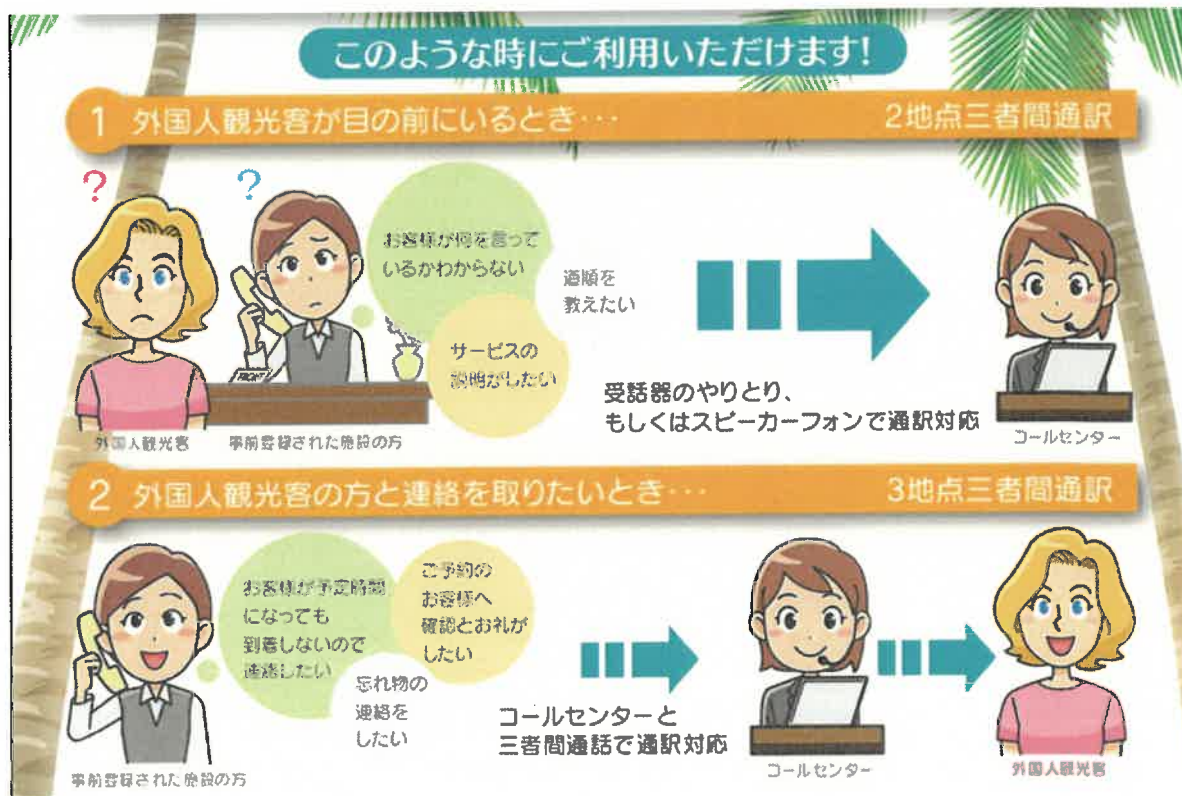 このような時にご利用いただけます!
1 外国人観光客が目の前にいるとき… 2地点三者間通訳
?
?
お客様が何を言って
いるかわからない
道順を
教えたい
サービスの
説明がしたい
FRONT
受話器のやりとり、
もしくはスピーカーフォンで通訳対応
外国人観光客
事前登録された施設の方
コールセンター
2 外国人観光客の方と連絡を取りたいとき… 3地点三者間通訳
お客様が予定時間
になっても
到着しないので
連絡したい
ご予約の
お客様へ
確認とお礼が
したい
忘れ物の
連絡を
したい
コールセンターと
三者間通話で通訳対応
事前登録された施設の方
コールセンター
外国人観光客